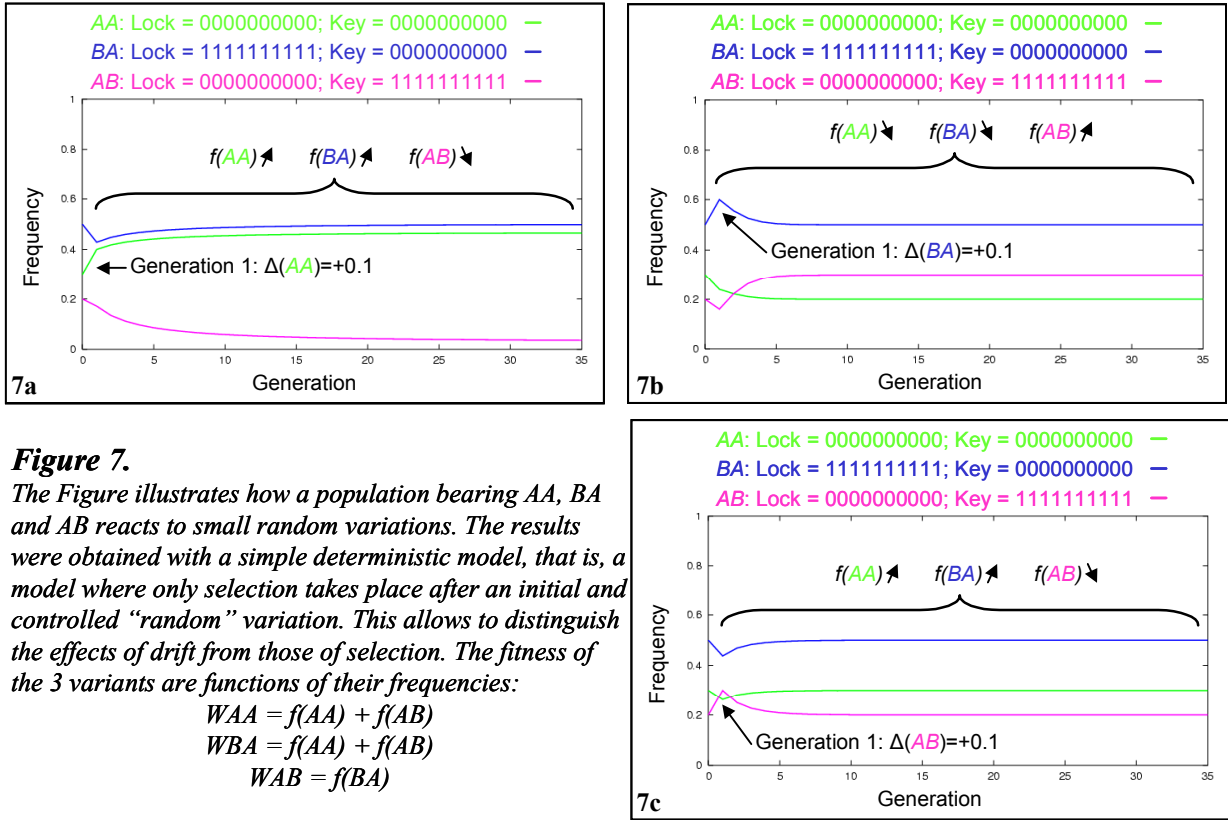 AA: Lock = 0000000000; Key = 0000000000
BA: Lock = 1111111111; Key = 0000000000
AB: Lock = 0000000000; Key = 1111111111
1
0.8
0.6
0.4
0.2
0
Frequency
f(AA) f(BA) f(AB)
Generation 1: Δ(AA)=+0.1
0 5 10 15 20 25 30 35
Generation
7a
AA: Lock = 0000000000; Key = 0000000000
BA: Lock = 1111111111; Key = 0000000000
AB: Lock = 0000000000; Key = 1111111111
1
0.8
0.6
0.4
0.2
0
Frequency
f(AA) f(BA) f(AB)
Generation 1: Δ(BA)=+0.1
0 5 10 15 20 25 30 35
Generation
7b
Figure 7.
The Figure illustrates how a population bearing AA, BA
and AB reacts to small random variations. The results
were obtained with a simple deterministic model, that is, a
model where only selection takes place after an initial and
controlled “random” variation. This allows to distinguish
the effects of drift from those of selection. The fitness of
the 3 variants are functions of their frequencies:
WAA = f(AA) + f(AB)
WBA = f(AA) + f(AB)
WAB = f(BA)
AA: Lock = 0000000000; Key = 0000000000
BA: Lock = 1111111111; Key = 0000000000
AB: Lock = 0000000000; Key = 1111111111
1
0.8
0.6
0.4
0.2
0
Frequency
f(AA) f(BA) f(AB)
Generation 1: Δ(AB)=+0.1
0 5 10 15 20 25 30 35
Generation
7c